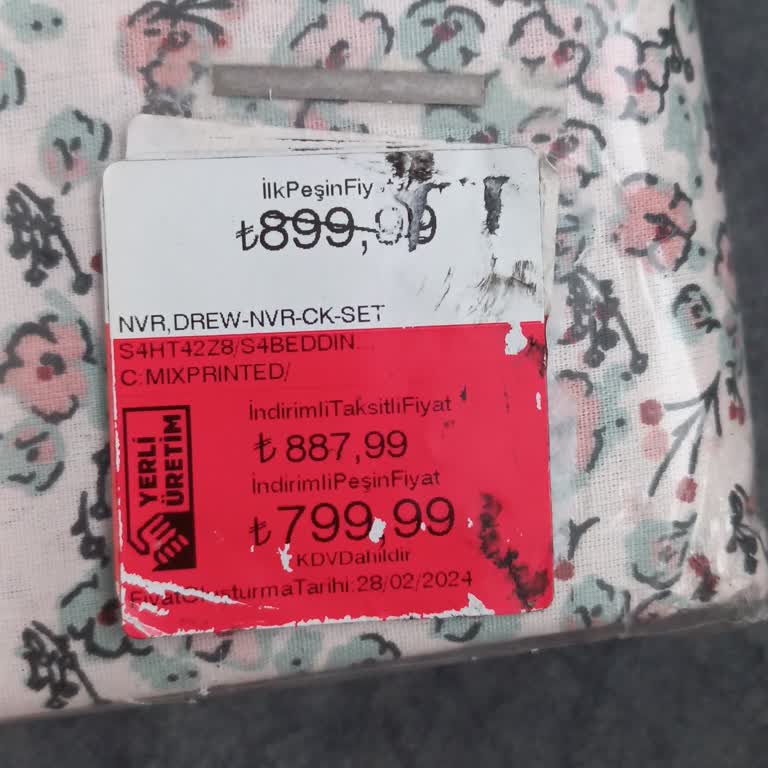 İlkPeşinFiy
₺899,99
NVR,DREW-NVR-CK-SET
S4HT42Z8/S4BEDDIN...
C:MIXPRINTED/
İndirimliTaksitliFiyat
₺887,99
İndirimliPeşinFiyat
₺799,99
KDVDahildir
FiyatOluşturmaTarihi:28/02/2024
YERLİ
ÜRETİM